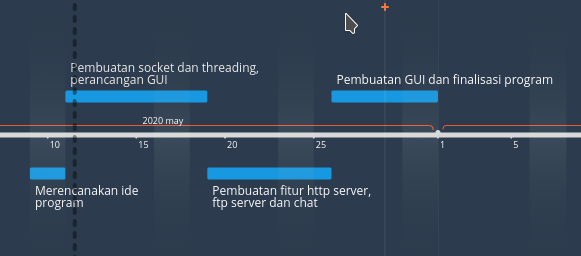 Pembuatan socket dan threading,
perancangan GUI
Pembuatan GUI dan finalisasi program
2020 may
10 15 20 25 1 5
Merencanakan ide
program
Pembuatan fitur http server,
ftp server dan chat